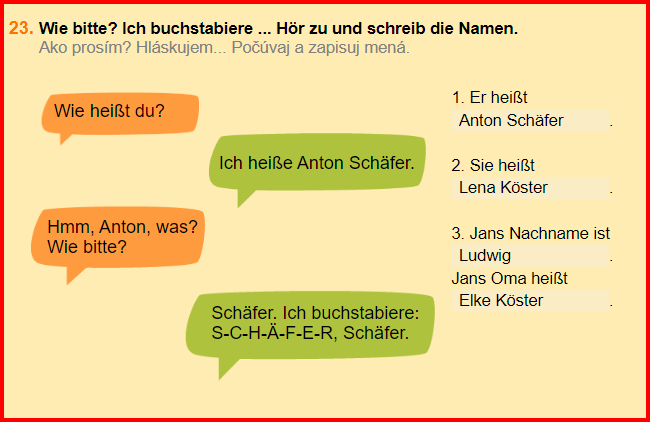 23. Wie bitte? Ich buchstabiere ... Hör zu und schreib die Namen.
Ako prosím? Hláskujem... Počúvaj a zapisuj mená.
Wie heißt du?
Ich heiße Anton Schäfer.
Hmm, Anton, was?
Wie bitte?
Schäfer. Ich buchstabiere:
S-C-H-Ä-F-E-R, Schäfer.
1. Er heißt
Anton Schäfer .
2. Sie heißt
Lena Köster .
3. Jans Nachname ist
Ludwig .
Jans Oma heißt
Elke Köster .